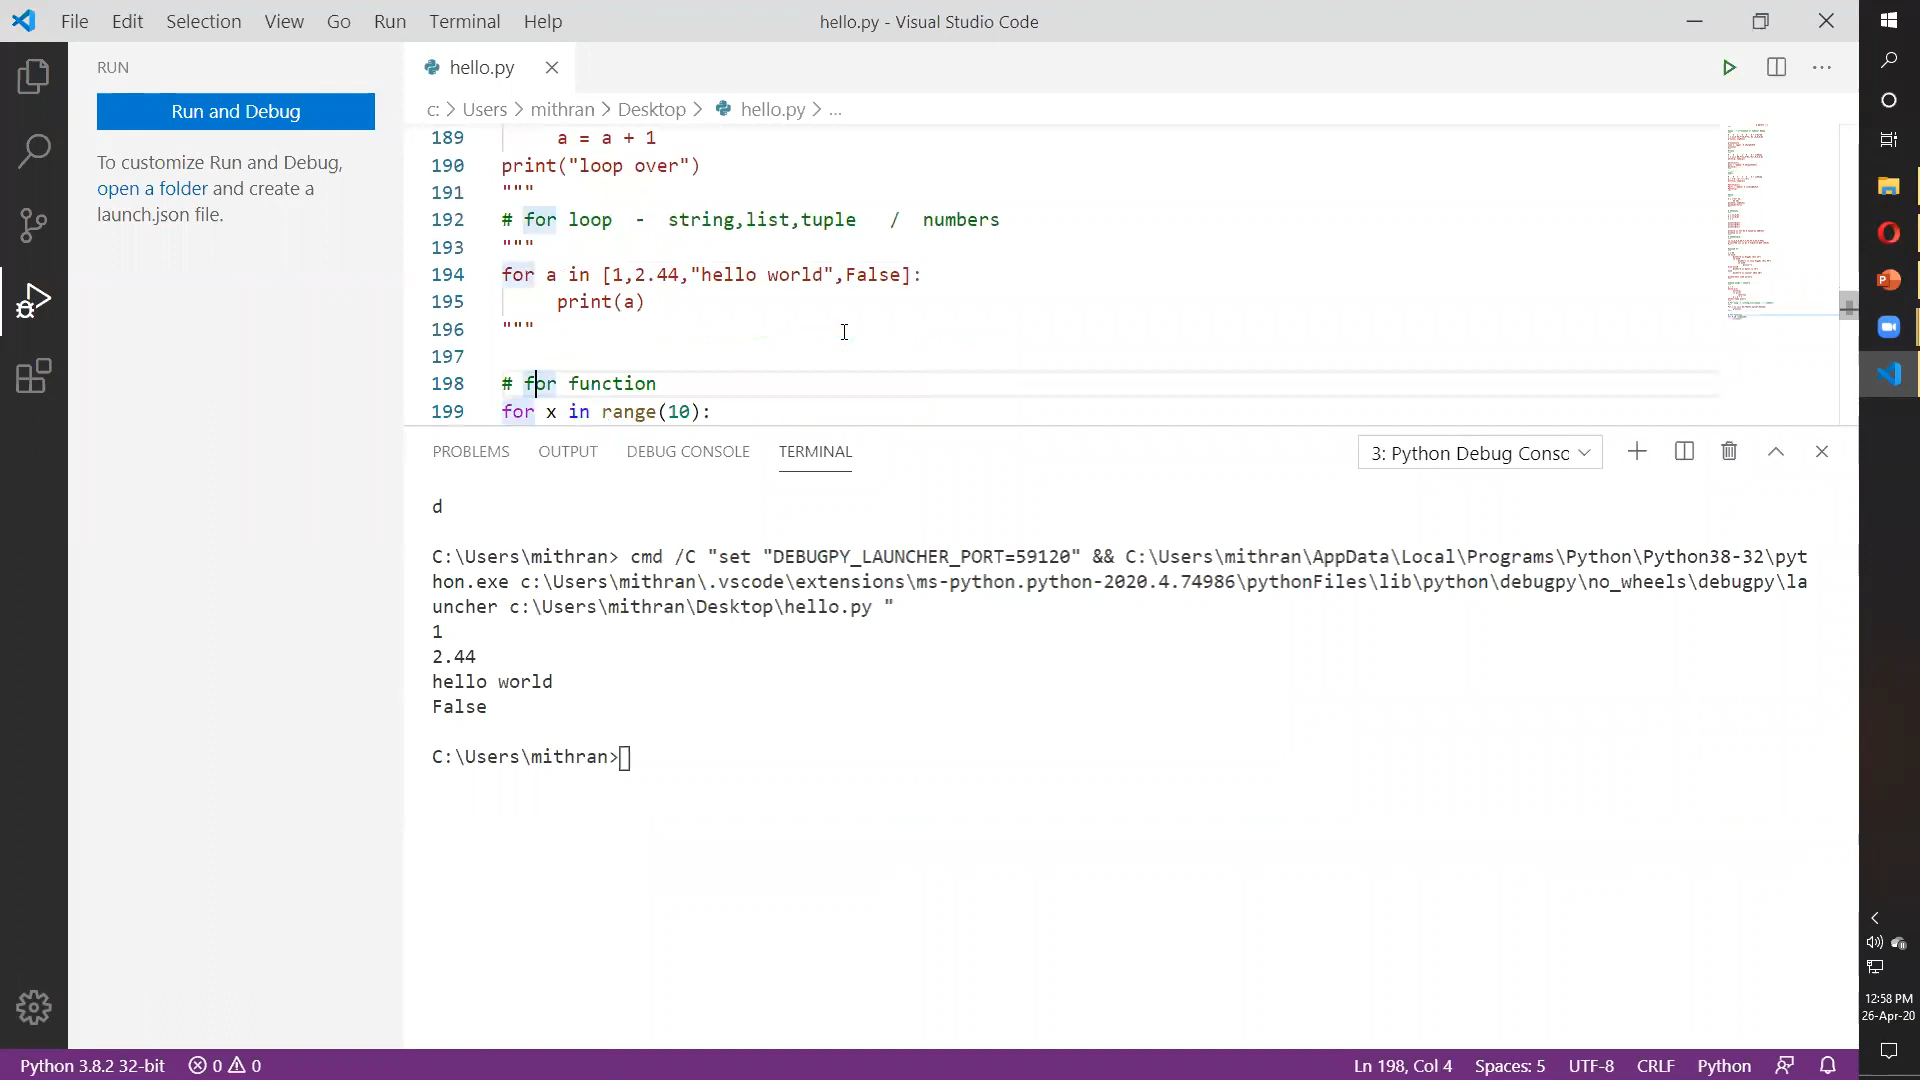 File Edit Selection View Go Run Terminal Help
hello.py - Visual Studio Code
RUN
Run and Debug
To customize Run and Debug,
open a folder and create a
launch.json file.
hello.py
c: > Users > mithran > Desktop > hello.py > ...
189 a = a + 1
190 print("loop over")
191 """
192 # for loop - string,list,tuple / numbers
193 """
194 for a in [1,2.44,"hello world",False]:
195 print(a)
196 """
197
198 # for function
199 for x in range(10):
PROBLEMS OUTPUT DEBUG CONSOLE TERMINAL
3: Python Debug Consc
d
C:\Users\mithran> cmd /C "set "DEBUGPY_LAUNCHER_PORT=59120" && C:\Users\mithran\AppData\Local\Programs\Python\Python38-32\pyt
hon.exe c:\Users\mithran\.vscode\extensions\ms-python.python-2020.4.74986\pythonFiles\lib\python\debugpy\no_wheels\debugpy\la
uncher c:\Users\mithran\Desktop\hello.py "
1
2.44
hello world
False
C:\Users\mithran>
12:58 PM
26-Apr-20
Python 3.8.2 32-bit 0 0
Ln 198, Col 4 Spaces: 5 UTF-8 CRLF Python